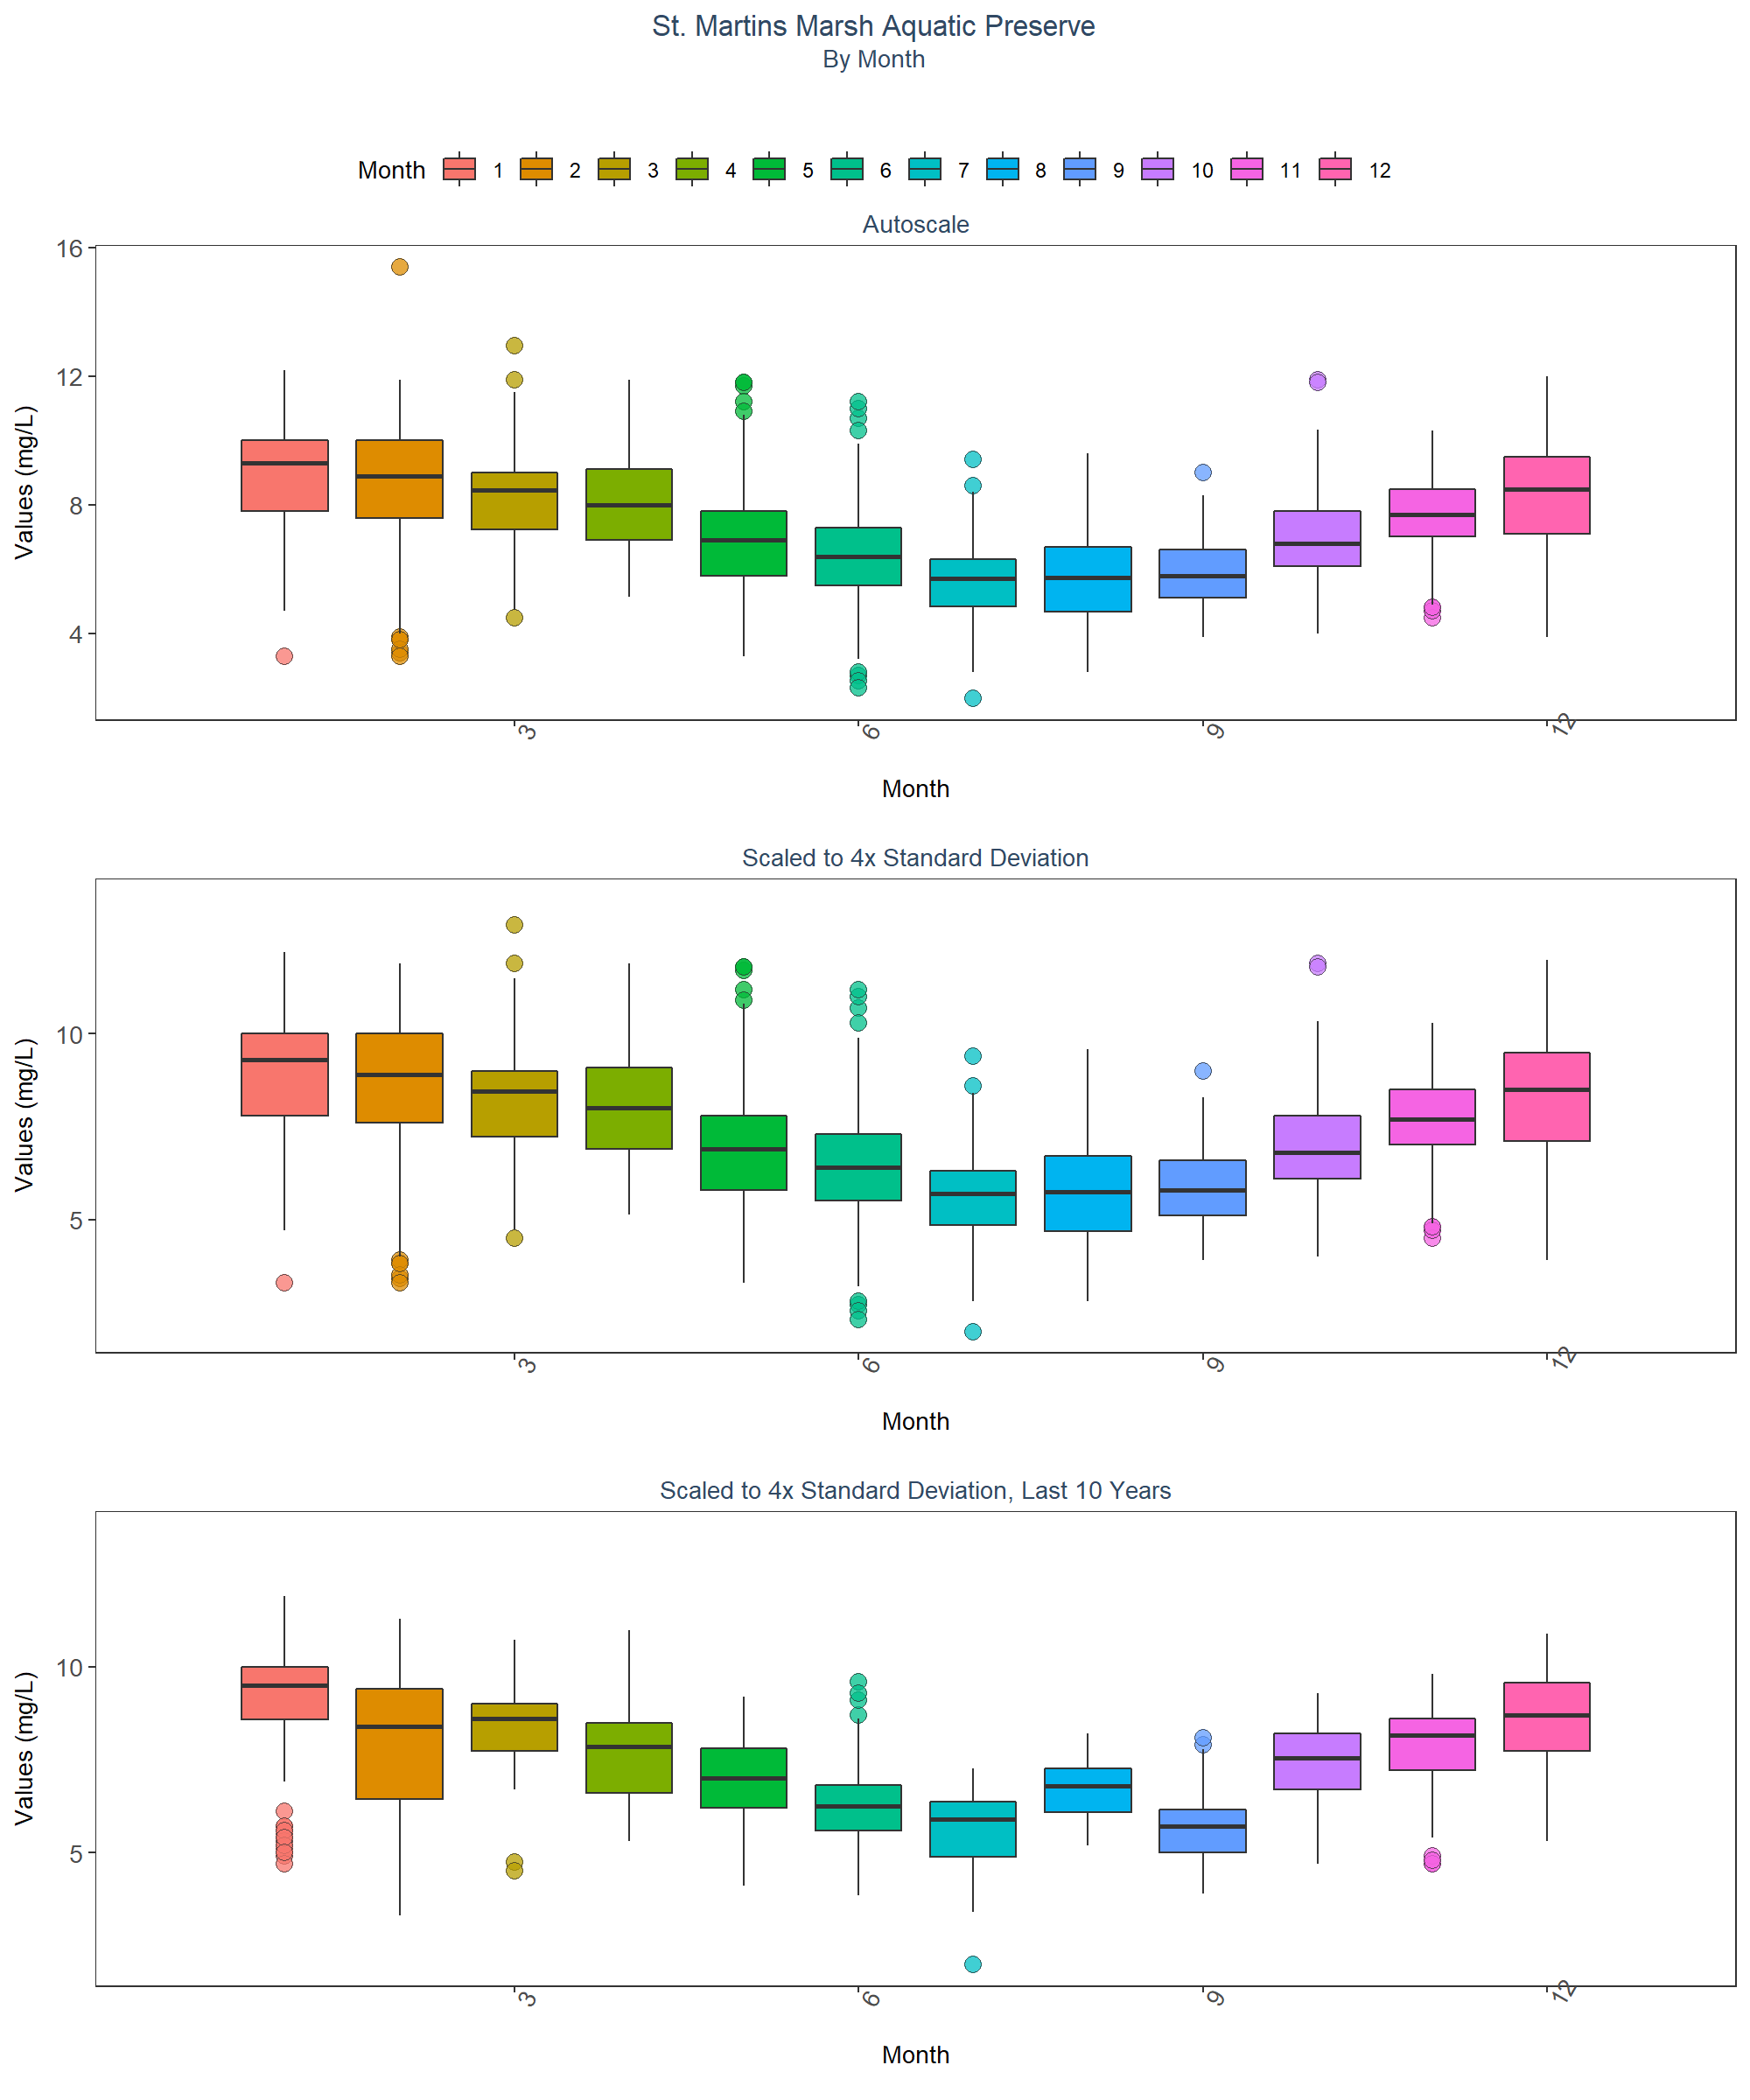 St. Martins Marsh Aquatic Preserve
By Month
Month 1 2 3 4 5 6 7 8 9 10 11 12
Autoscale
Values (mg/L)
16
12
8
4
3 6 9 12
Month
Scaled to 4x Standard Deviation
Values (mg/L)
10
5
3 6 9 12
Month
Scaled to 4x Standard Deviation, Last 10 Years
Values (mg/L)
10
5
3 6 9 12
Month